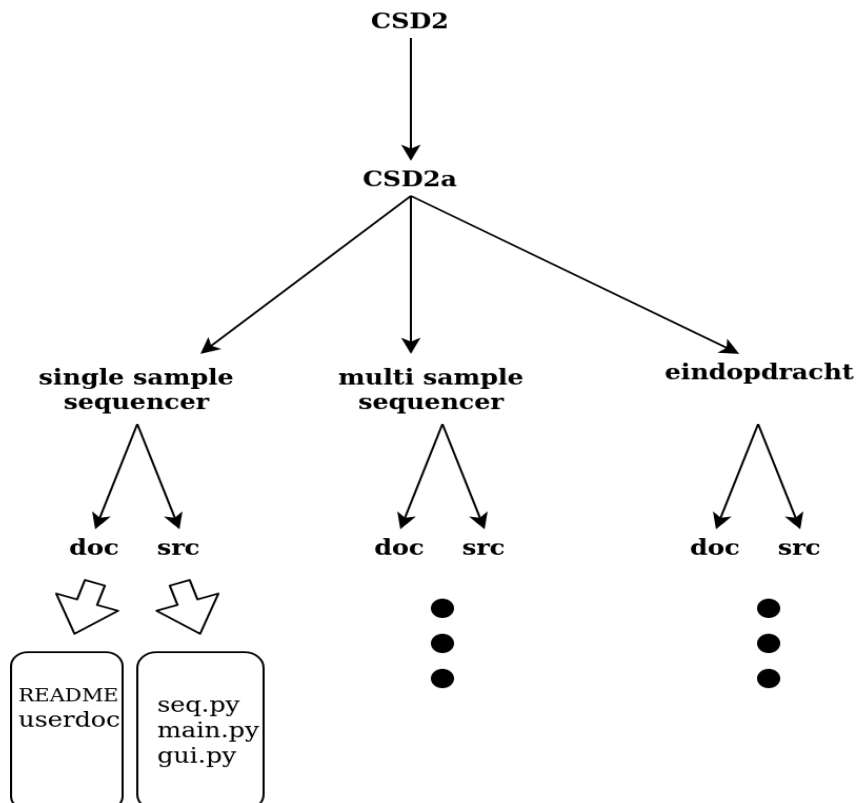 CSD2
CSD2a
single sample
sequencer
multi sample
sequencer
eindopdracht
doc src
doc src
doc src
README
userdoc
seq.py
main.py
gui.py